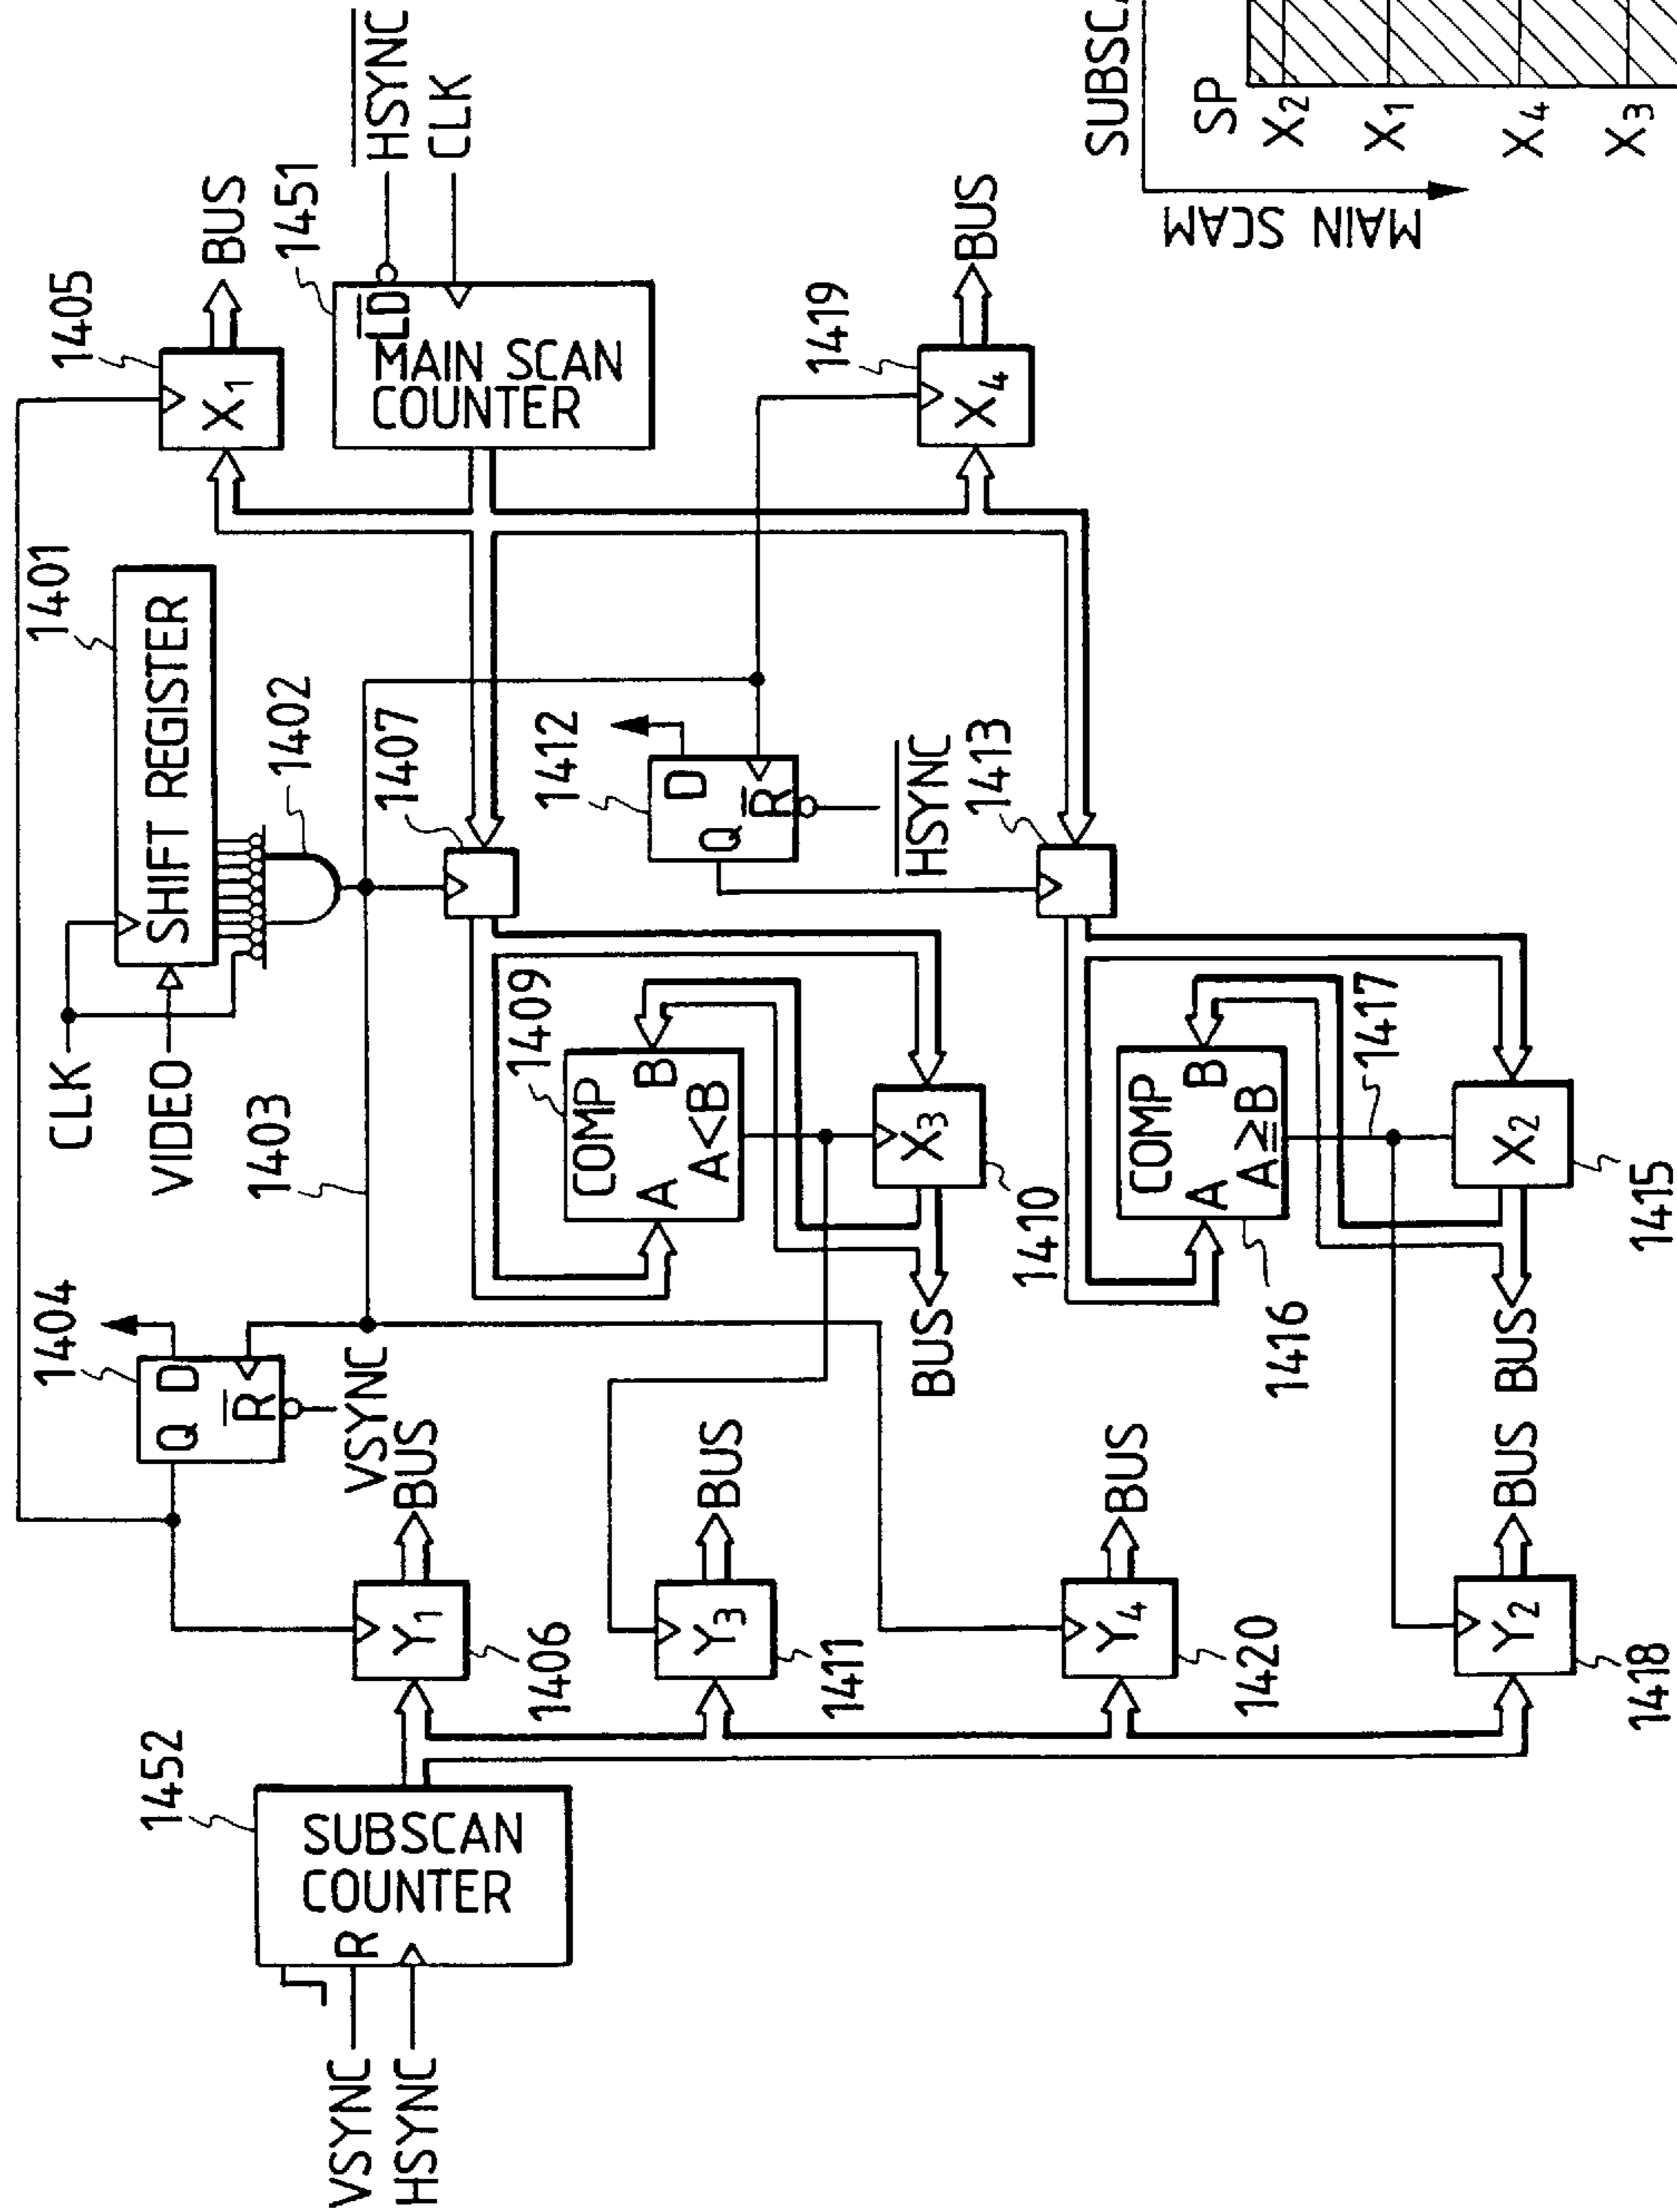 1401
SHIFT REGISTER
CLK
VIDEO
1402
1403
1404
Q D
R̅
VSYNC
1405
X1
BUS
1451
L̅D̅
MAIN SCAN
COUNTER
H̅S̅Y̅N̅C̅
CLK
1452
SUBSCAN
COUNTER
R
VSYNC
HSYNC
Y1
BUS
1406
1407
1409
COMP
A
B
A<B
X3
1410
BUS
Y3
BUS
1411
1412
D
Q
R̅
H̅S̅Y̅N̅C̅
1413
1419
X4
BUS
Y4
BUS
1420
COMP
A
B
A≧B
1416
1417
X2
1415
BUS
Y2
BUS
1418
SP
X2
X1
X4
X3
MAIN SCAM